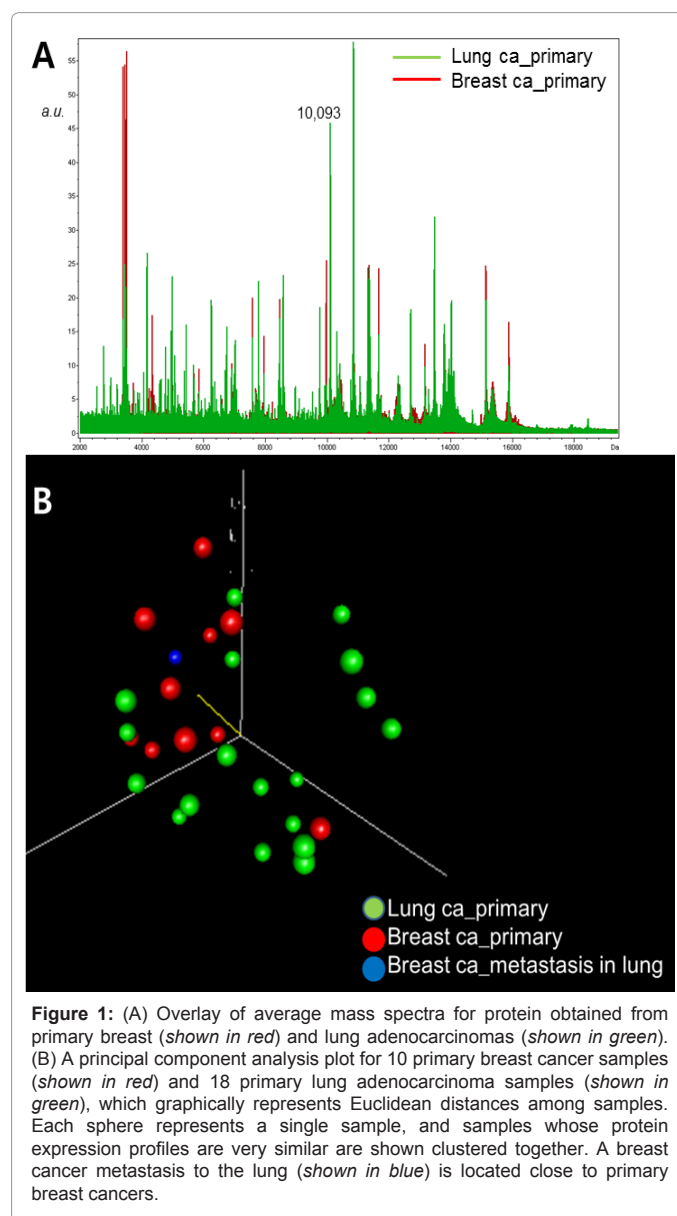 A
Lung ca_primary
Breast ca_primary
a.u.
10,093
55
50
45
40
35
30
25
20
15
10
5
0
2000 4000 6000 8000 10000 12000 14000 16000 18000 Da
B
Lung ca_primary
Breast ca_primary
Breast ca_metastasis in lung
Figure 1: (A) Overlay of average mass spectra for protein obtained from
primary breast (shown in red) and lung adenocarcinomas (shown in green).
(B) A principal component analysis plot for 10 primary breast cancer samples
(shown in red) and 18 primary lung adenocarcinoma samples (shown in
green), which graphically represents Euclidean distances among samples.
Each sphere represents a single sample, and samples whose protein
expression profiles are very similar are shown clustered together. A breast
cancer metastasis to the lung (shown in blue) is located close to primary
breast cancers.